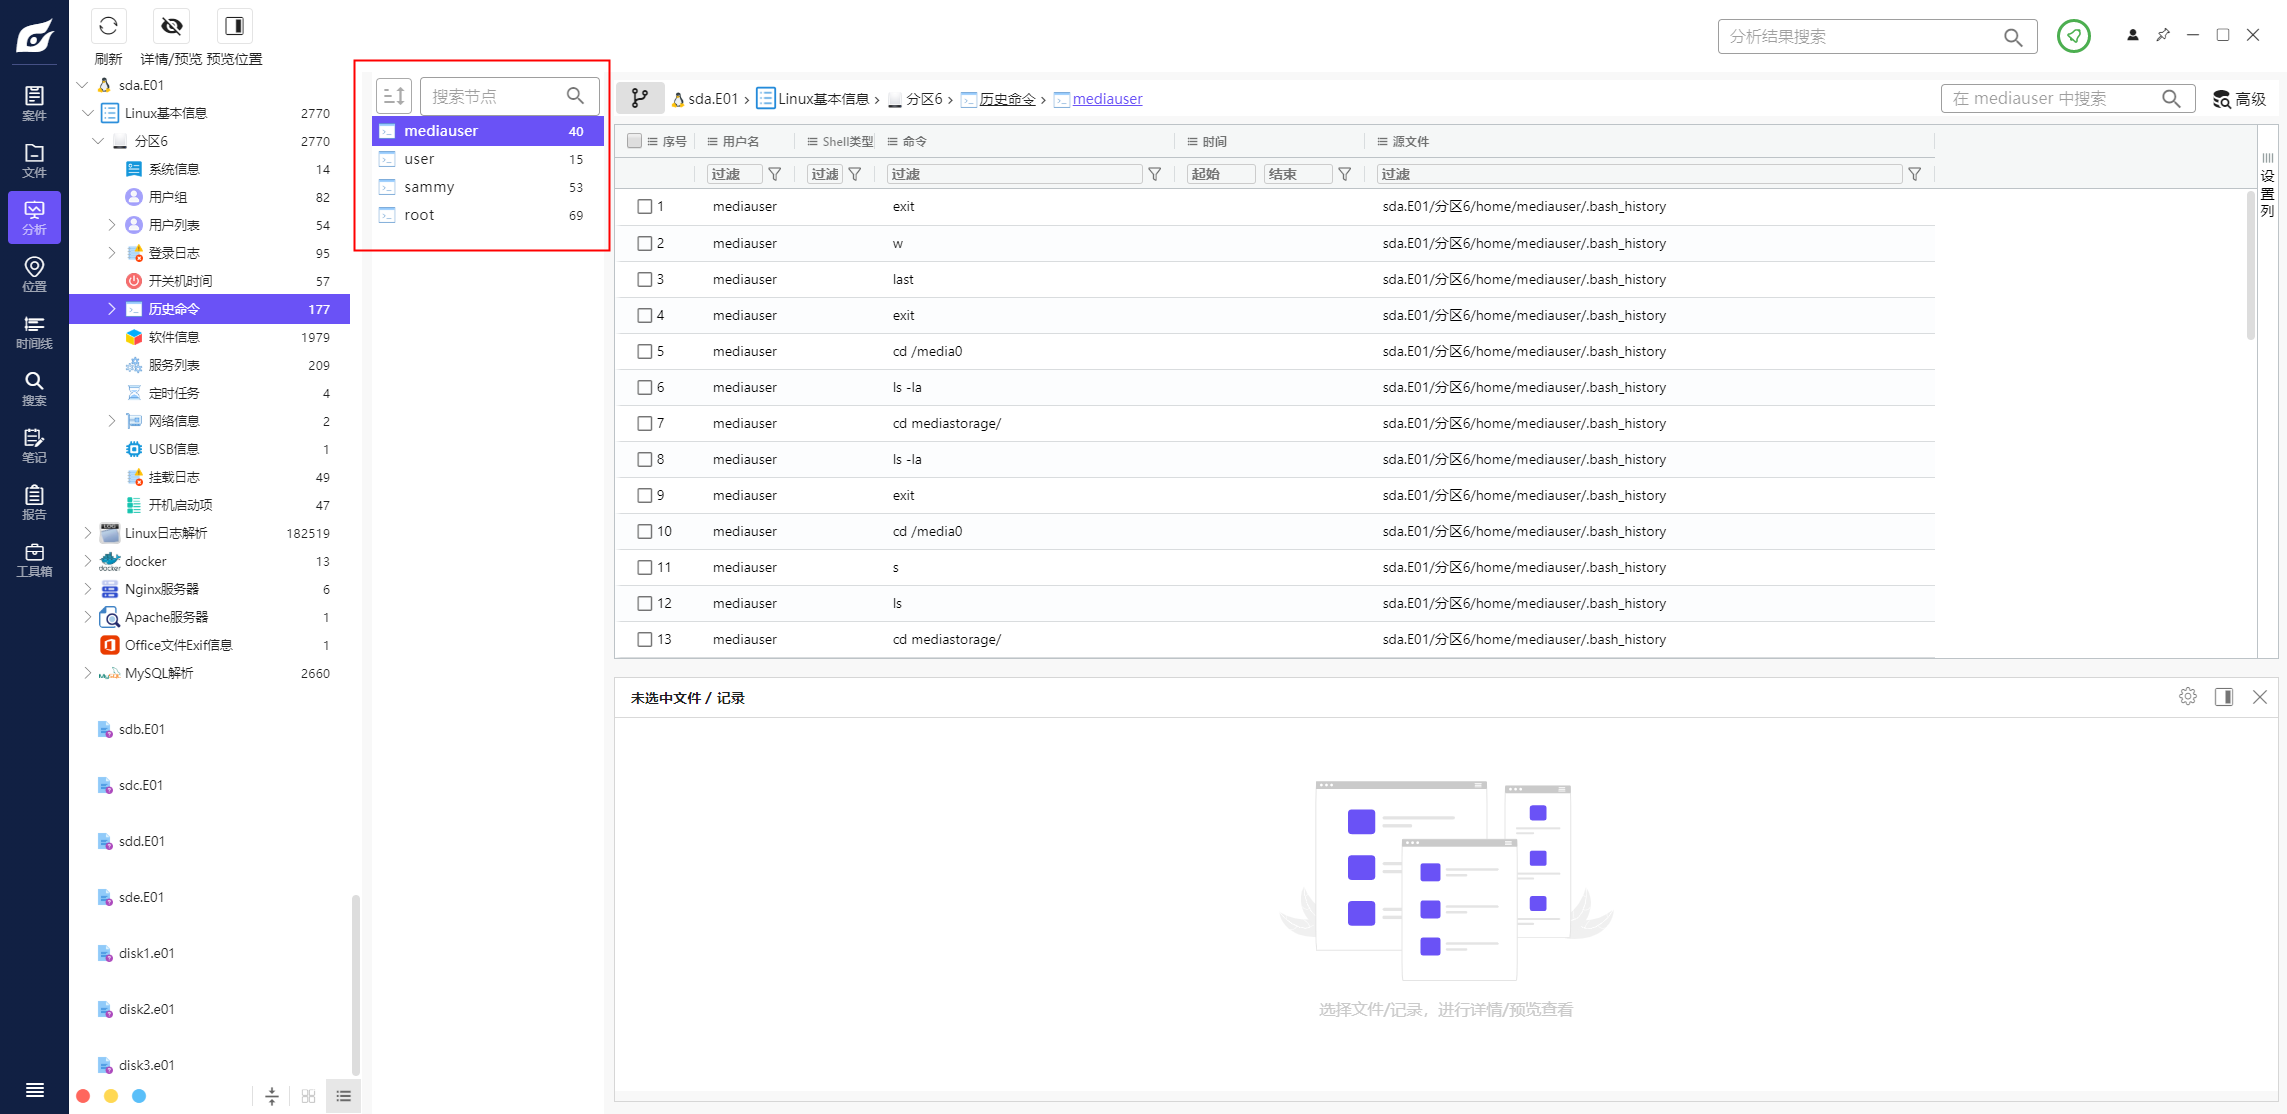 刷新 详情/预览 预览位置
分析结果搜索
案件
文件
分析
位置
时间线
搜索
笔记
报告
工具箱
sda.E01
Linux基本信息 2770
分区6 2770
系统信息 14
用户组 82
用户列表 54
登录日志 95
开关机时间 57
历史命令 177
软件信息 1979
服务列表 209
定时任务 4
网络信息 2
USB信息 1
挂载日志 49
开机启动项 47
Linux日志解析 182519
docker 13
Nginx服务器 6
Apache服务器 1
Office文件Exif信息 1
MySQL解析 2660
sdb.E01
sdc.E01
sdd.E01
sde.E01
disk1.e01
disk2.e01
disk3.e01
搜索节点
mediauser 40
user 15
sammy 53
root 69
sda.E01 › Linux基本信息 › 分区6 › 历史命令 › mediauser
在 mediauser 中搜索 高级
序号 用户名 Shell类型 命令 时间 源文件
过滤 过滤 过滤 起始 结束 过滤
1 mediauser exit sda.E01/分区6/home/mediauser/.bash_history
2 mediauser w sda.E01/分区6/home/mediauser/.bash_history
3 mediauser last sda.E01/分区6/home/mediauser/.bash_history
4 mediauser exit sda.E01/分区6/home/mediauser/.bash_history
5 mediauser cd /media0 sda.E01/分区6/home/mediauser/.bash_history
6 mediauser ls -la sda.E01/分区6/home/mediauser/.bash_history
7 mediauser cd mediastorage/ sda.E01/分区6/home/mediauser/.bash_history
8 mediauser ls -la sda.E01/分区6/home/mediauser/.bash_history
9 mediauser exit sda.E01/分区6/home/mediauser/.bash_history
10 mediauser cd /media0 sda.E01/分区6/home/mediauser/.bash_history
11 mediauser s sda.E01/分区6/home/mediauser/.bash_history
12 mediauser ls sda.E01/分区6/home/mediauser/.bash_history
13 mediauser cd mediastorage/ sda.E01/分区6/home/mediauser/.bash_history
设置列
未选中文件 / 记录
选择文件/记录，进行详情/预览查看